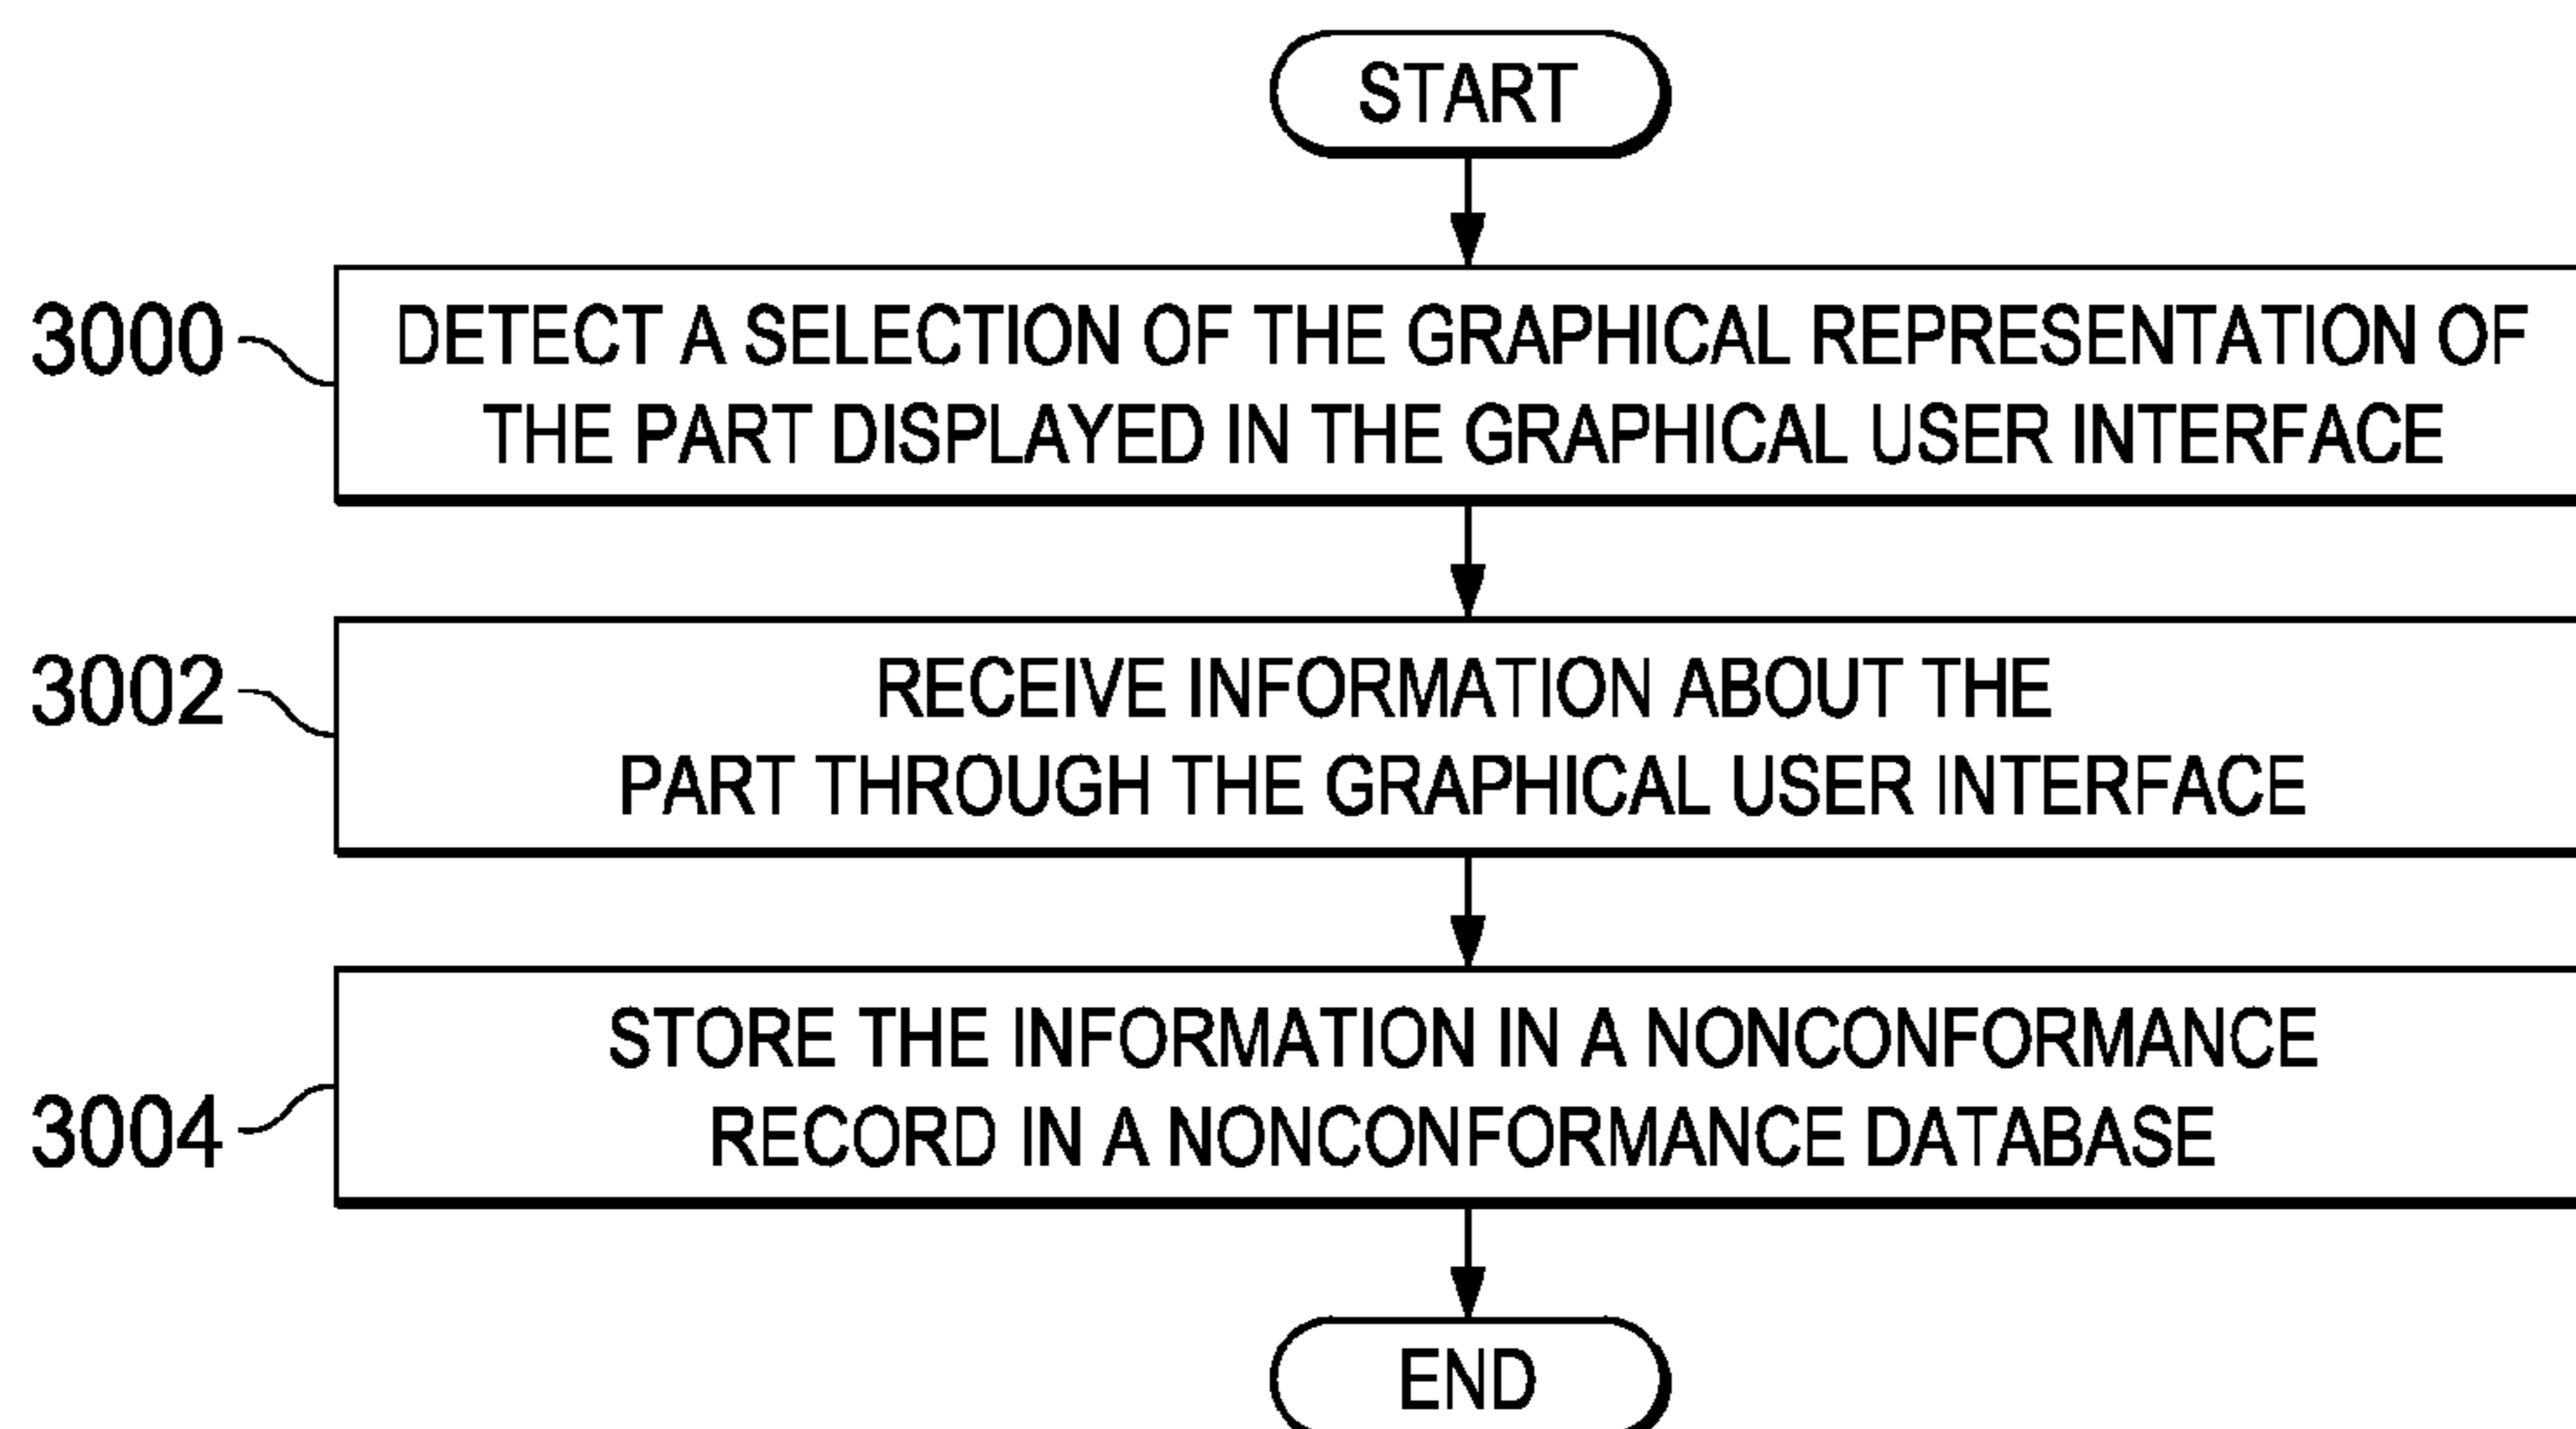 START
3000
DETECT A SELECTION OF THE GRAPHICAL REPRESENTATION OF
THE PART DISPLAYED IN THE GRAPHICAL USER INTERFACE
3002
RECEIVE INFORMATION ABOUT THE
PART THROUGH THE GRAPHICAL USER INTERFACE
3004
STORE THE INFORMATION IN A NONCONFORMANCE
RECORD IN A NONCONFORMANCE DATABASE
END